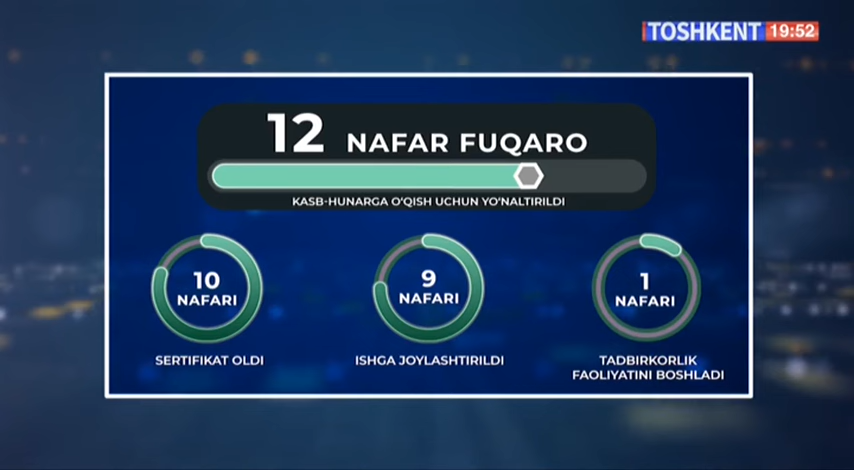 TOSHKENT 19:52
12 NAFAR FUQARO
KASB-HUNARGA O'QISH UCHUN YO'NALTIRILDI
10
NAFARI
SERTIFIKAT OLDI
9
NAFARI
ISHGA JOYLASHTIRILDI
1
NAFARI
TADBIRKORLIK
FAOLIYATINI BOSHLADI